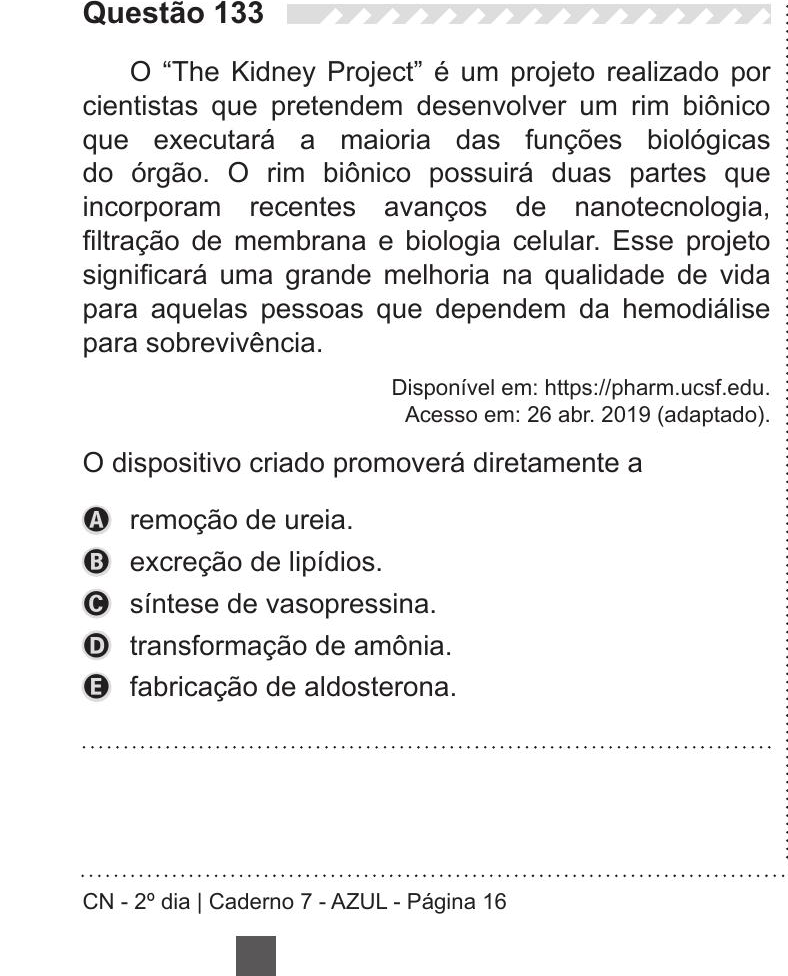 Questão 133
O “The Kidney Project” é um projeto realizado por
cientistas que pretendem desenvolver um rim biônico
que executará a maioria das funções biológicas
do órgão. O rim biônico possuirá duas partes que
incorporam recentes avanços de nanotecnologia,
filtração de membrana e biologia celular. Esse projeto
significará uma grande melhoria na qualidade de vida
para aquelas pessoas que dependem da hemodiálise
para sobrevivência.
Disponível em: https://pharm.ucsf.edu.
Acesso em: 26 abr. 2019 (adaptado).
O dispositivo criado promoverá diretamente a
A remoção de ureia.
B excreção de lipídios.
C síntese de vasopressina.
D transformação de amônia.
E fabricação de aldosterona.
CN - 2º dia | Caderno 7 - AZUL - Página 16